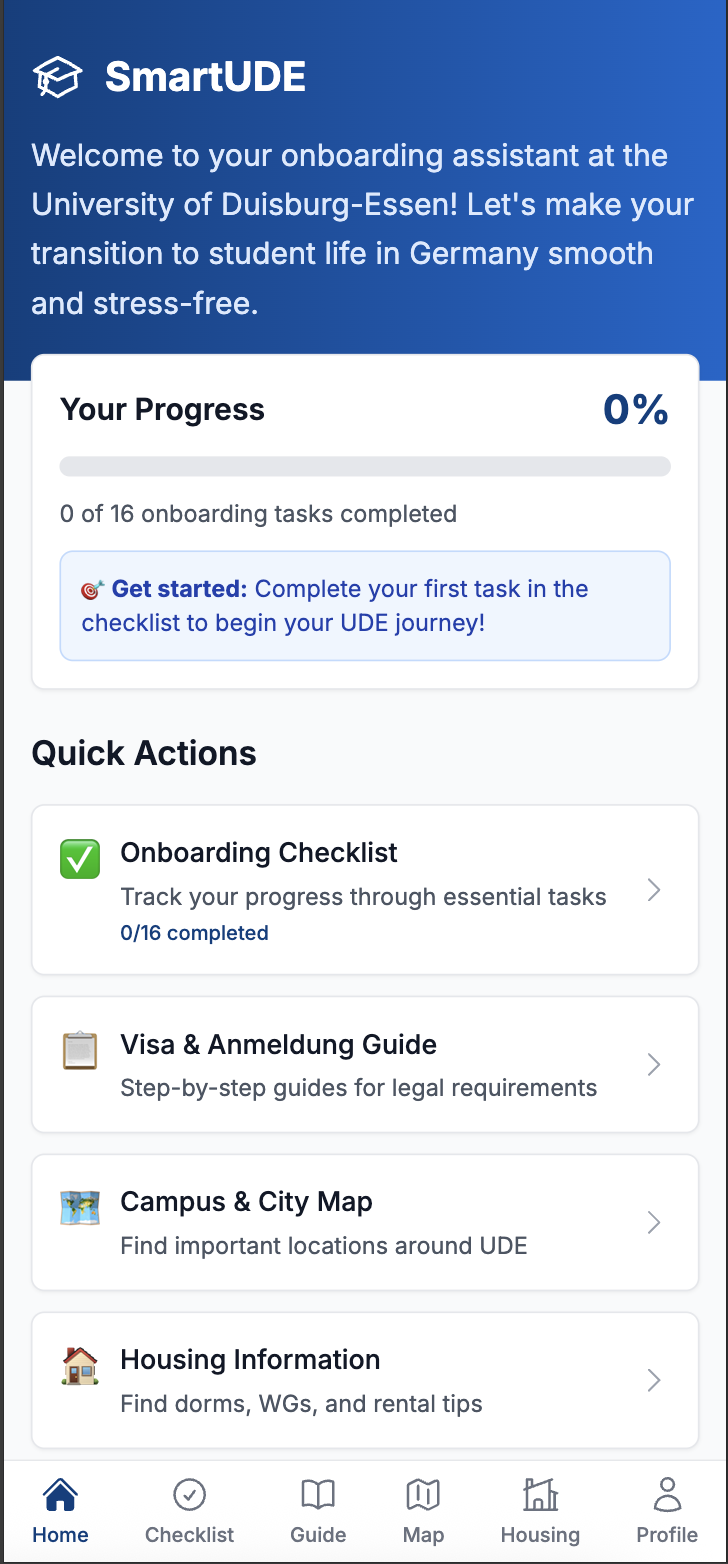 SmartUDE
Welcome to your onboarding assistant at the
University of Duisburg-Essen! Let's make your
transition to student life in Germany smooth
and stress-free.
Your Progress
0%
0 of 16 onboarding tasks completed
🎯 Get started: Complete your first task in the
checklist to begin your UDE journey!
Quick Actions
Onboarding Checklist
Track your progress through essential tasks
0/16 completed
Visa & Anmeldung Guide
Step-by-step guides for legal requirements
Campus & City Map
Find important locations around UDE
Housing Information
Find dorms, WGs, and rental tips
Home
Checklist
Guide
Map
Housing
Profile